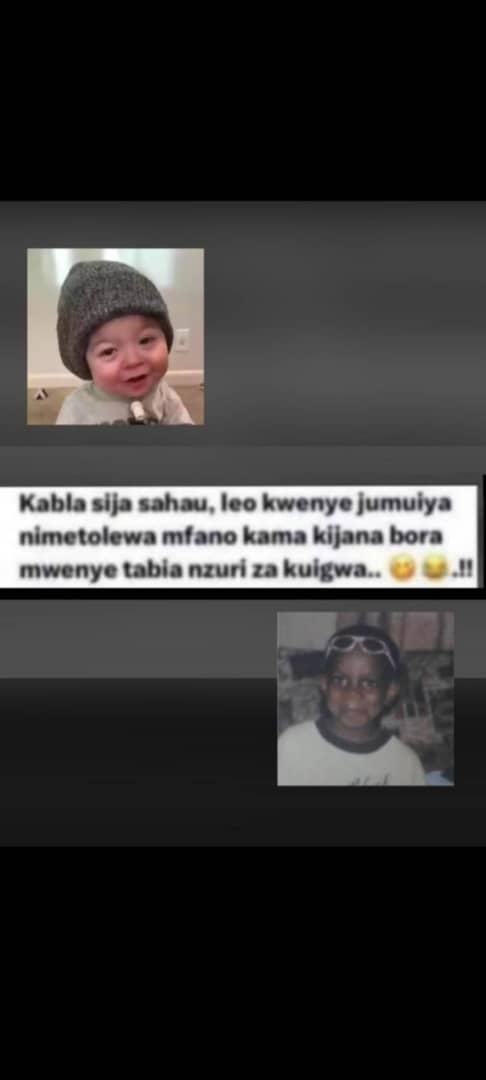 Kabla sija sahau, leo kwenye jumuiya
nimetolewa mfano kama kijana bora
mwenye tabia nzuri za kuigwa.. 😋😂.!!